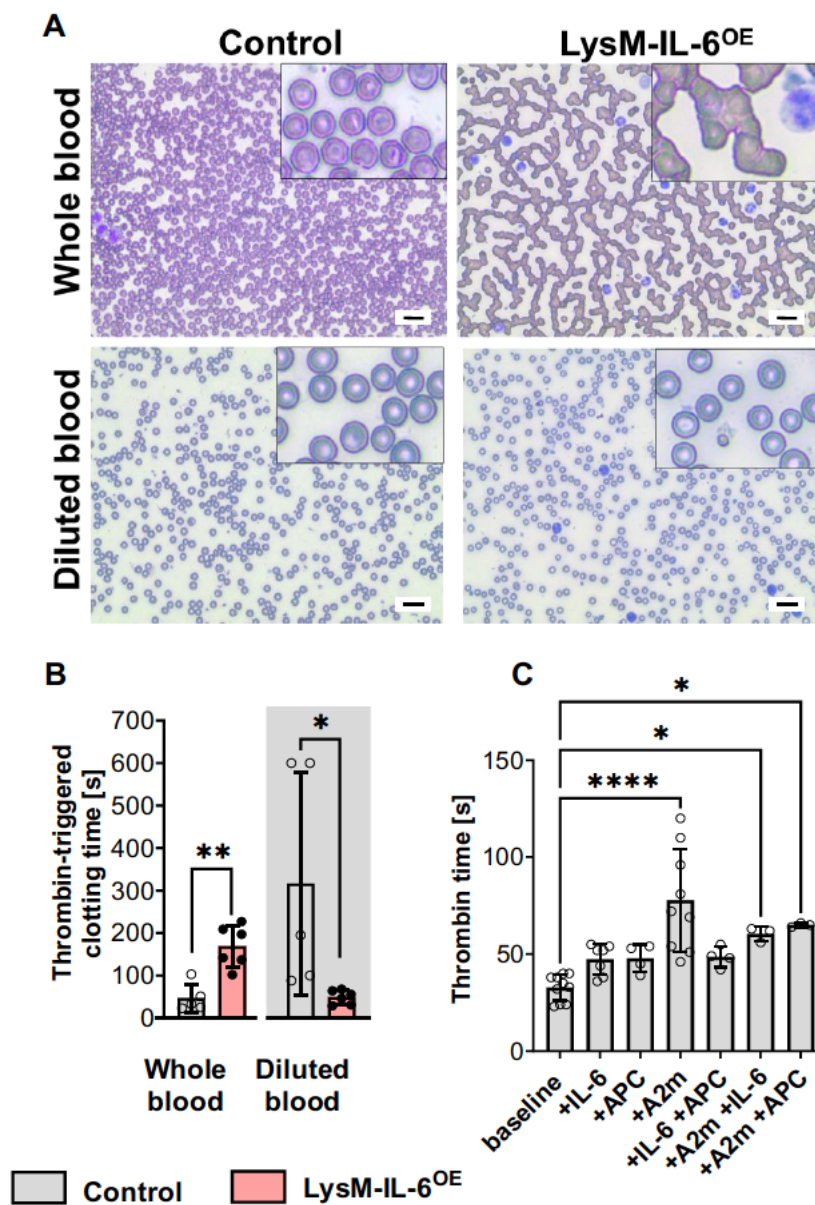 A
Control
LysM-IL-6OE
Whole blood
Diluted blood
B
Thrombin-triggered
clotting time [s]
700
600
500
400
300
200
100
0
**
*
Whole
blood
Diluted
blood
C
Thrombin time [s]
150
100
50
0
*
*
****
baseline
+IL-6
+APC
+A2m
+IL-6 +APC
+A2m +IL-6
+A2m +APC
Control
LysM-IL-6OE